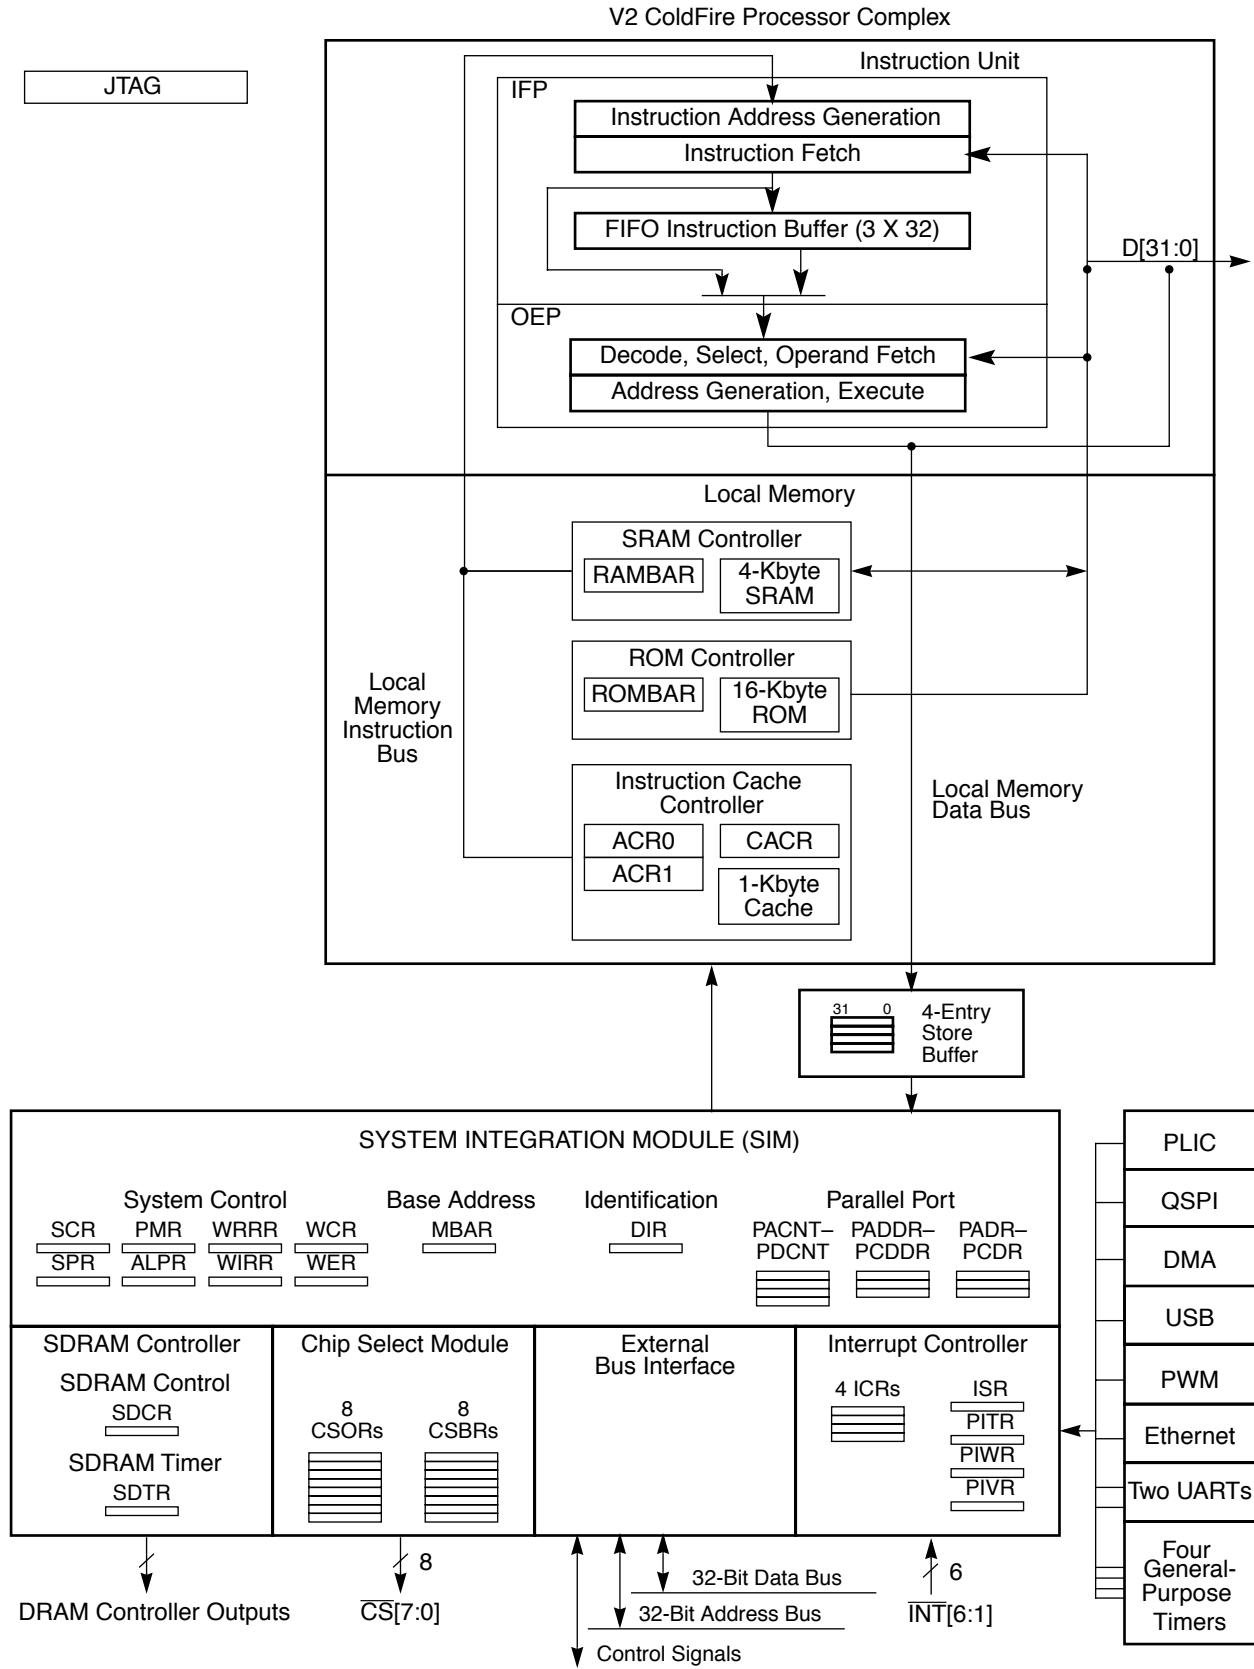 V2 ColdFire Processor Complex
JTAG
Instruction Unit
IFP
Instruction Address Generation
Instruction Fetch
FIFO Instruction Buffer (3 X 32)
D[31:0]
OEP
Decode, Select, Operand Fetch
Address Generation, Execute
Local Memory
SRAM Controller
RAMBAR
4-Kbyte
SRAM
ROM Controller
ROMBAR
16-Kbyte
ROM
Local
Memory
Instruction
Bus
Instruction Cache
Controller
ACR0
CACR
ACR1
1-Kbyte
Cache
Local Memory
Data Bus
31 0
4-Entry
Store
Buffer
SYSTEM INTEGRATION MODULE (SIM)
System Control
SCR PMR WRRR WCR
SPR ALPR WIRR WER
Base Address
MBAR
Identification
DIR
Parallel Port
PACNT–
PDCNT
PADDR–
PCDDR
PADR–
PCDR
PLIC
QSPI
DMA
USB
PWM
Ethernet
Two UARTs
Four
General-
Purpose
Timers
SDRAM Controller
SDRAM Control
SDCR
SDRAM Timer
SDTR
Chip Select Module
8
CSORs
8
CSBRs
External
Bus Interface
Interrupt Controller
4 ICRs
ISR
PITR
PIWR
PIVR
DRAM Controller Outputs
8
CS[7:0]
32-Bit Data Bus
32-Bit Address Bus
Control Signals
6
INT[6:1]